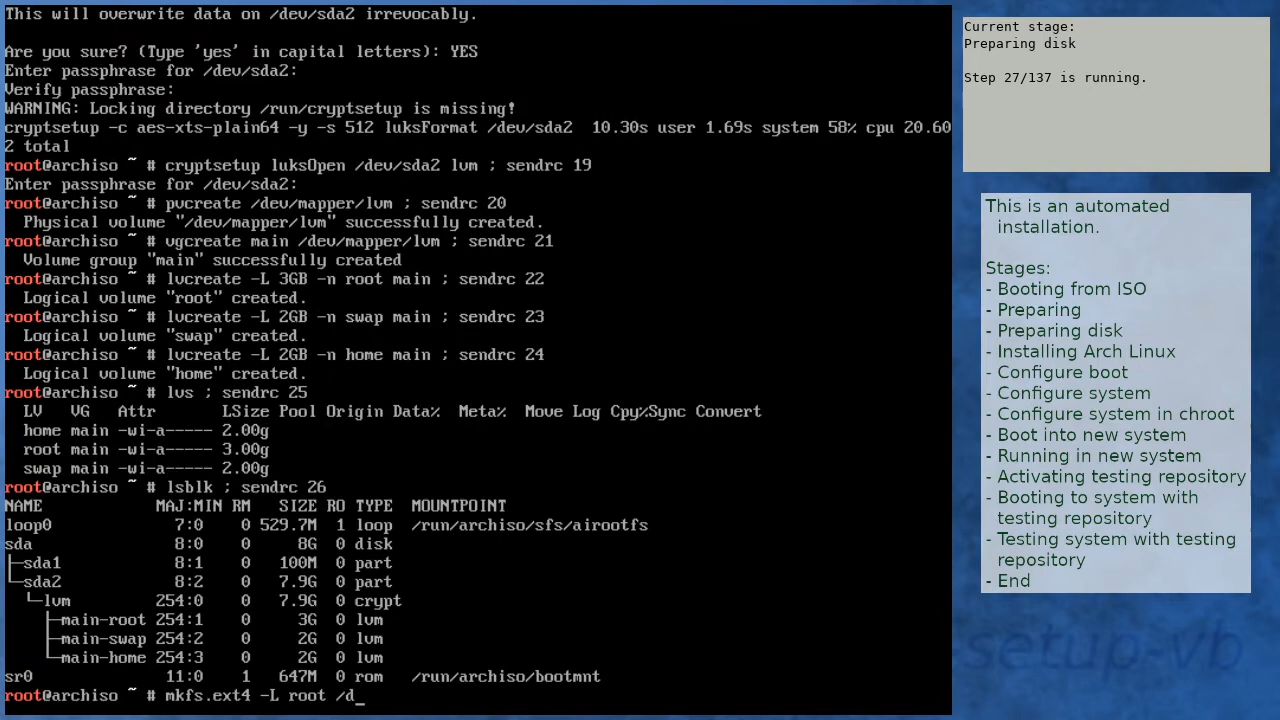 This will overwrite data on /dev/sda2 irrevocably.
Are you sure? (Type 'yes' in capital letters): YES
Enter passphrase for /dev/sda2:
Verify passphrase:
WARNING: Locking directory /run/cryptsetup is missing!
cryptsetup -c aes-xts-plain64 -y -s 512 luksFormat /dev/sda2  10.30s user 1.69s system 58% cpu 20.60
2 total
root@archiso ~ # cryptsetup luksOpen /dev/sda2 lvm ; sendrc 19
Enter passphrase for /dev/sda2:
root@archiso ~ # pvcreate /dev/mapper/lvm ; sendrc 20
  Physical volume "/dev/mapper/lvm" successfully created.
root@archiso ~ # vgcreate main /dev/mapper/lvm ; sendrc 21
  Volume group "main" successfully created
root@archiso ~ # lvcreate -L 3GB -n root main ; sendrc 22
  Logical volume "root" created.
root@archiso ~ # lvcreate -L 2GB -n swap main ; sendrc 23
  Logical volume "swap" created.
root@archiso ~ # lvcreate -L 2GB -n home main ; sendrc 24
  Logical volume "home" created.
root@archiso ~ # lvs ; sendrc 25
  LV   VG   Attr       LSize Pool Origin Data%  Meta%  Move Log Cpy%Sync Convert
  home main -wi-a----- 2.00g
  root main -wi-a----- 3.00g
  swap main -wi-a----- 2.00g
root@archiso ~ # lsblk ; sendrc 26
NAME            MAJ:MIN RM   SIZE RO TYPE  MOUNTPOINT
loop0             7:0    0 529.7M  1 loop  /run/archiso/sfs/airootfs
sda               8:0    0     8G  0 disk
├─sda1            8:1    0   100M  0 part
└─sda2            8:2    0   7.9G  0 part
  └─lvm         254:0    0   7.9G  0 crypt
    ├─main-root 254:1    0     3G  0 lvm
    ├─main-swap 254:2    0     2G  0 lvm
    └─main-home 254:3    0     2G  0 lvm
sr0              11:0    1   647M  0 rom   /run/archiso/bootmnt
root@archiso ~ # mkfs.ext4 -L root /d_
Current stage:
Preparing disk
Step 27/137 is running.
This is an automated
installation.
Stages:
- Booting from ISO
- Preparing
- Preparing disk
- Installing Arch Linux
- Configure boot
- Configure system
- Configure system in chroot
- Boot into new system
- Running in new system
- Activating testing repository
- Booting to system with
testing repository
- Testing system with testing
repository
- End
setup-vb